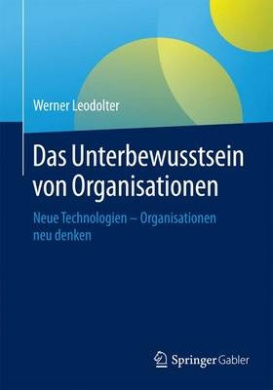 Werner Leodolter
Das Unterbewusstsein
von Organisationen
Neue Technologien – Organisationen
neu denken
Springer Gabler